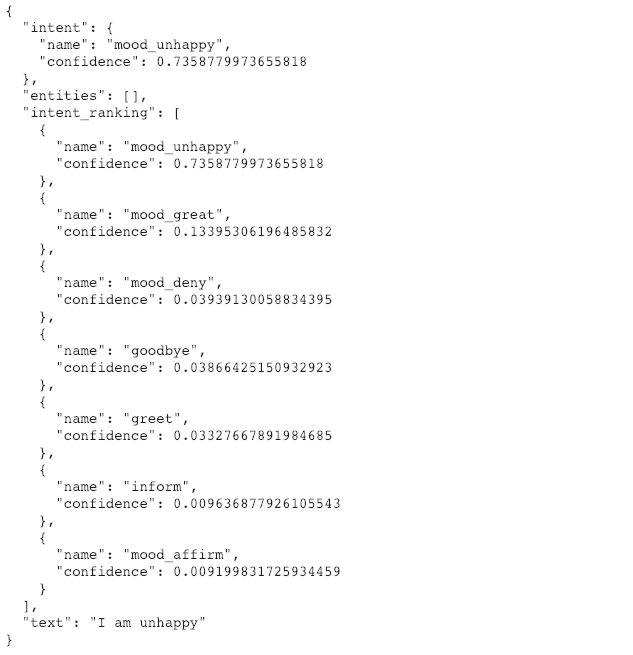 {
  "intent": {
    "name": "mood_unhappy",
    "confidence": 0.7358779973655818
  },
  "entities": [],
  "intent_ranking": [
    {
      "name": "mood_unhappy",
      "confidence": 0.7358779973655818
    },
    {
      "name": "mood_great",
      "confidence": 0.13395306196485832
    },
    {
      "name": "mood_deny",
      "confidence": 0.03939130058834395
    },
    {
      "name": "goodbye",
      "confidence": 0.03866425150932923
    },
    {
      "name": "greet",
      "confidence": 0.03327667891984685
    },
    {
      "name": "inform",
      "confidence": 0.009636877926105543
    },
    {
      "name": "mood_affirm",
      "confidence": 0.009199831725934459
    }
  ],
  "text": "I am unhappy"
}